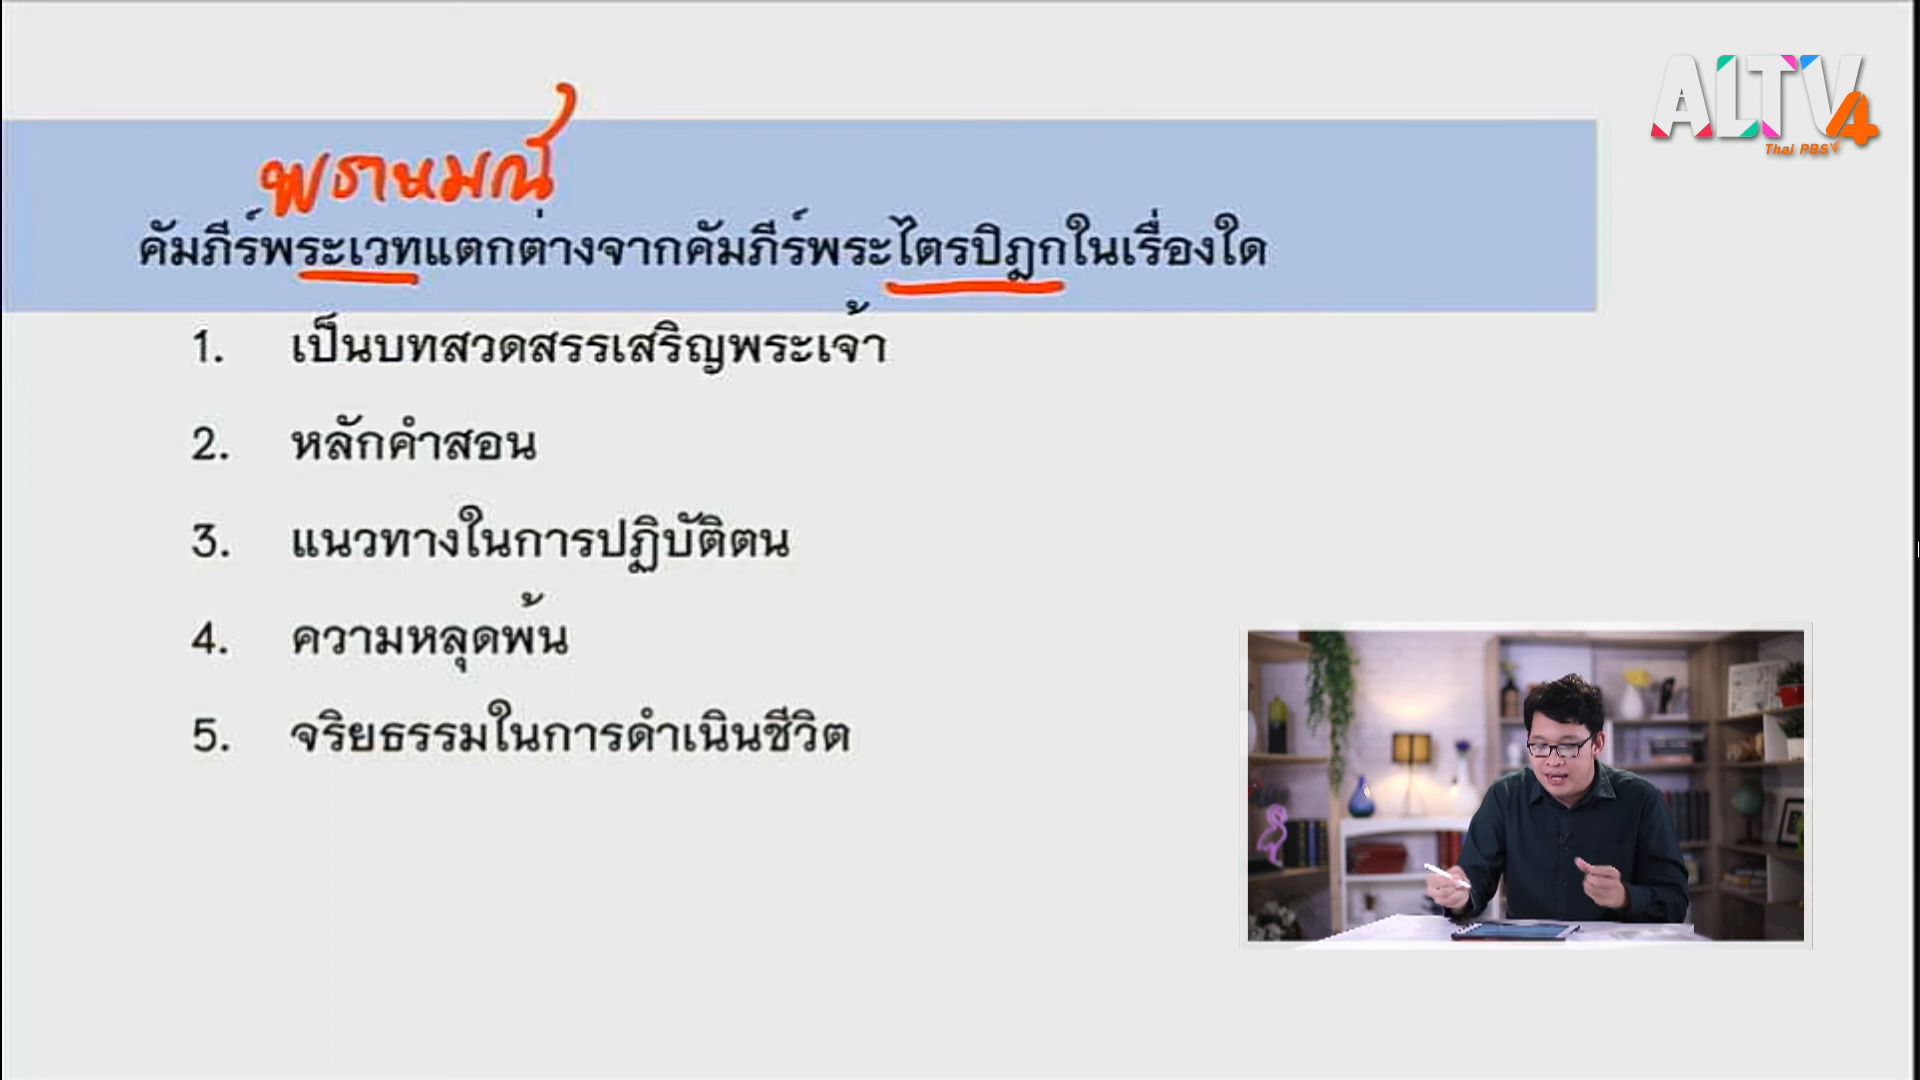 ALTV4
Thai PBS
พราหมณ์
คัมภีร์พระเวทแตกต่างจากคัมภีร์พระไตรปิฎกในเรื่องใด
1. เป็นบทสวดสรรเสริญพระเจ้า
2. หลักคำสอน
3. แนวทางในการปฏิบัติตน
4. ความหลุดพ้น
5. จริยธรรมในการดำเนินชีวิต